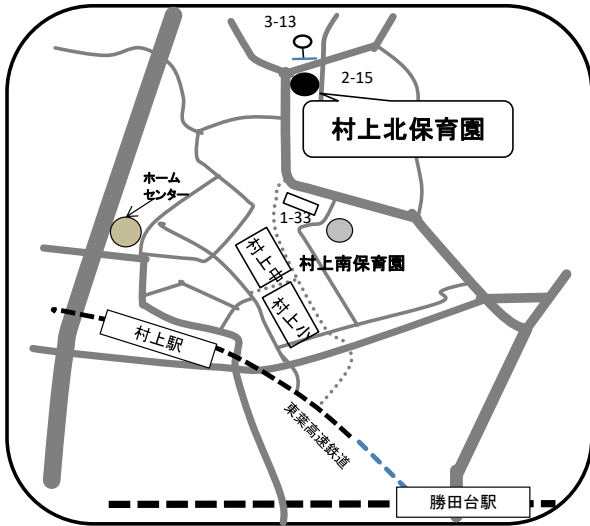 3-13
2-15
村上北保育園
ホーム
センター
1-33
村上南保育園
村上中
村上小
村上駅
東葉高速鉄道
勝田台駅